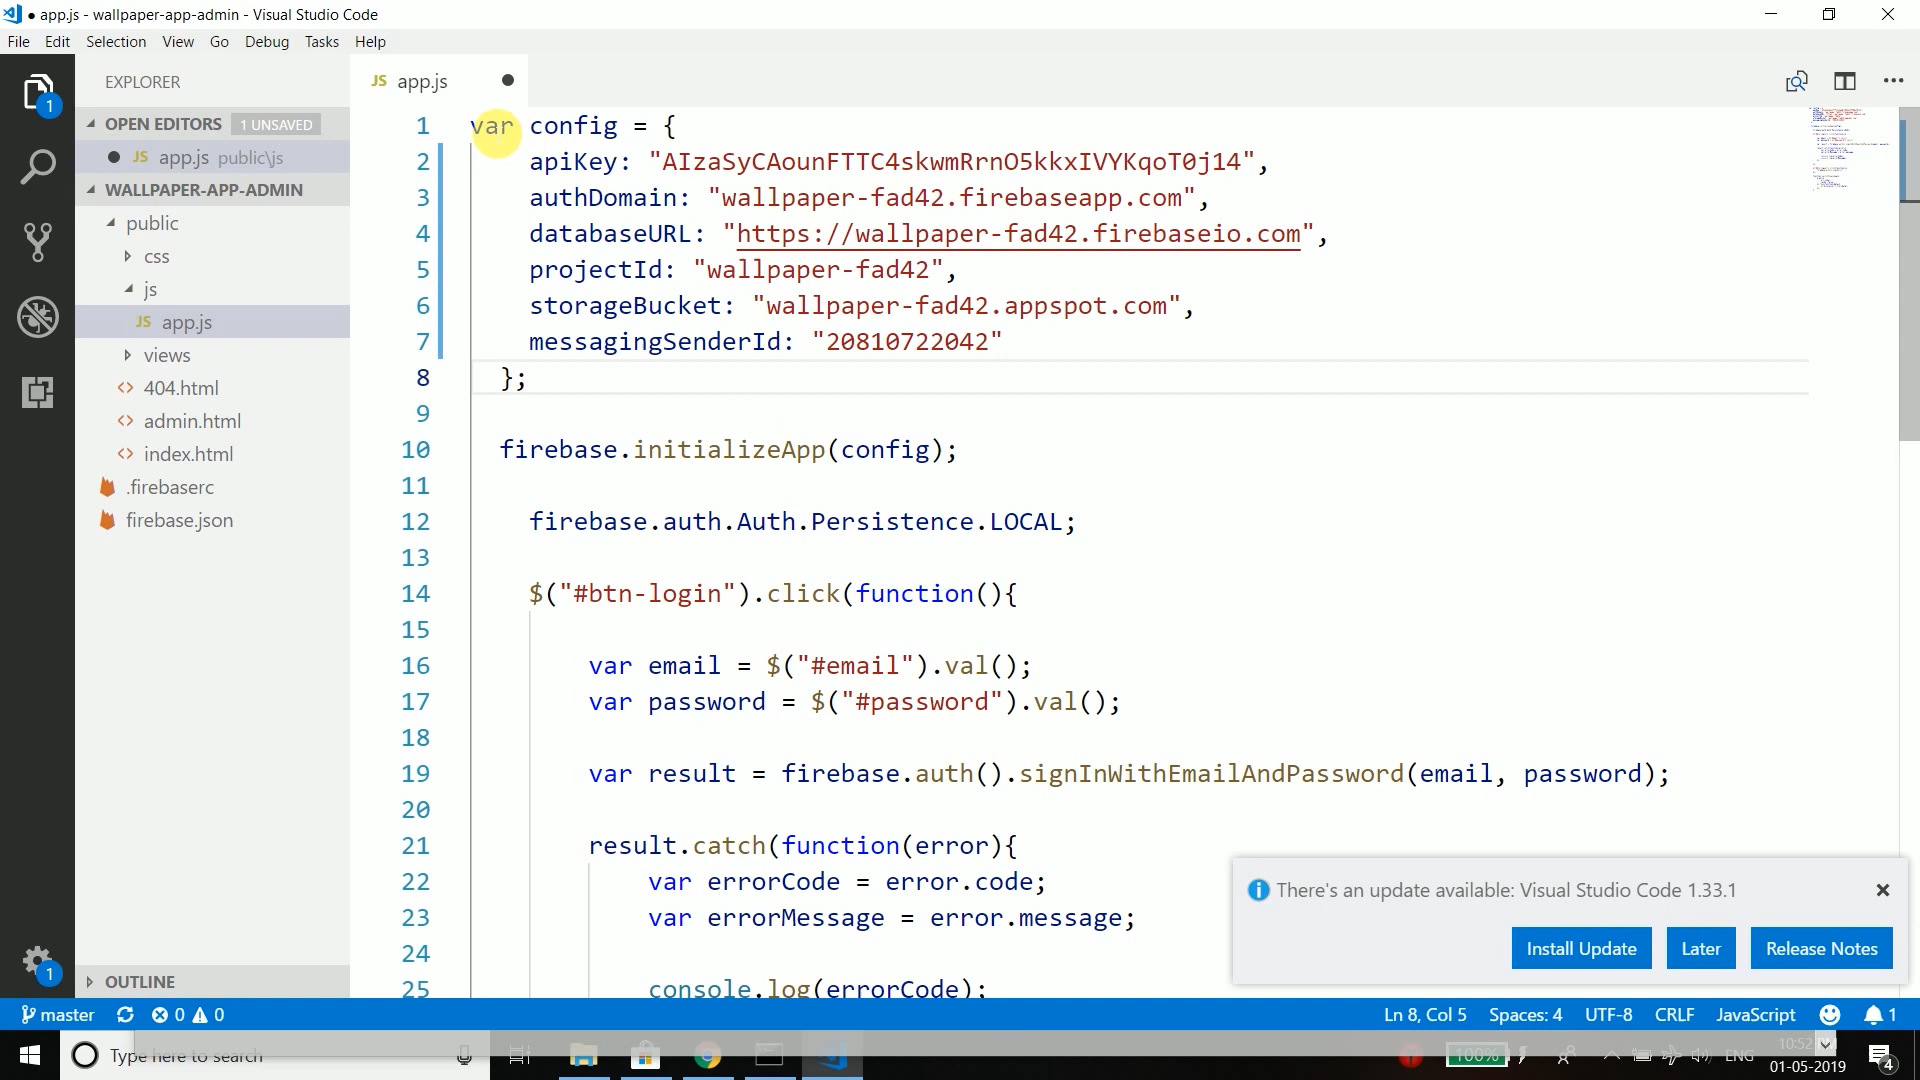 app.js - wallpaper-app-admin - Visual Studio Code
File Edit Selection View Go Debug Tasks Help
EXPLORER
JS app.js
OPEN EDITORS 1 UNSAVED
JS app.js public\js
WALLPAPER-APP-ADMIN
public
css
js
JS app.js
views
<> 404.html
<> admin.html
<> index.html
.firebaserc
firebase.json
OUTLINE
1
1
1 var config = {
2 apiKey: "AIzaSyCAounFTTC4skwmRrnO5kkxIVYKqoT0j14",
3 authDomain: "wallpaper-fad42.firebaseapp.com",
4 databaseURL: "https://wallpaper-fad42.firebaseio.com",
5 projectId: "wallpaper-fad42",
6 storageBucket: "wallpaper-fad42.appspot.com",
7 messagingSenderId: "20810722042"
8 };
9
10 firebase.initializeApp(config);
11
12 firebase.auth.Auth.Persistence.LOCAL;
13
14 $("#btn-login").click(function(){
15
16 var email = $("#email").val();
17 var password = $("#password").val();
18
19 var result = firebase.auth().signInWithEmailAndPassword(email, password);
20
21 result.catch(function(error){
22 var errorCode = error.code;
23 var errorMessage = error.message;
24
25 console.log(errorCode);
There's an update available: Visual Studio Code 1.33.1
Install Update Later Release Notes
master 0 0 Ln 8, Col 5 Spaces: 4 UTF-8 CRLF JavaScript 1
Type here to search
100% ENG 10:52
01-05-2019 4